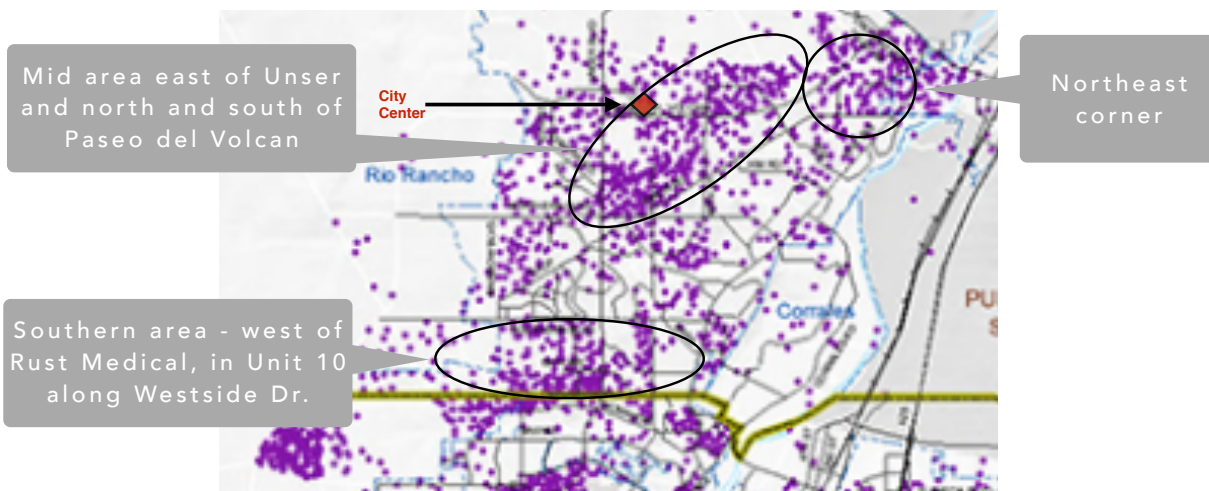 Mid area east of Unser
and north and south of
Paseo del Volcan
City
Center
Northeast
corner
Rio Rancho
Southern area - west of
Rust Medical, in Unit 10
along Westside Dr.
Corrales
PU
S